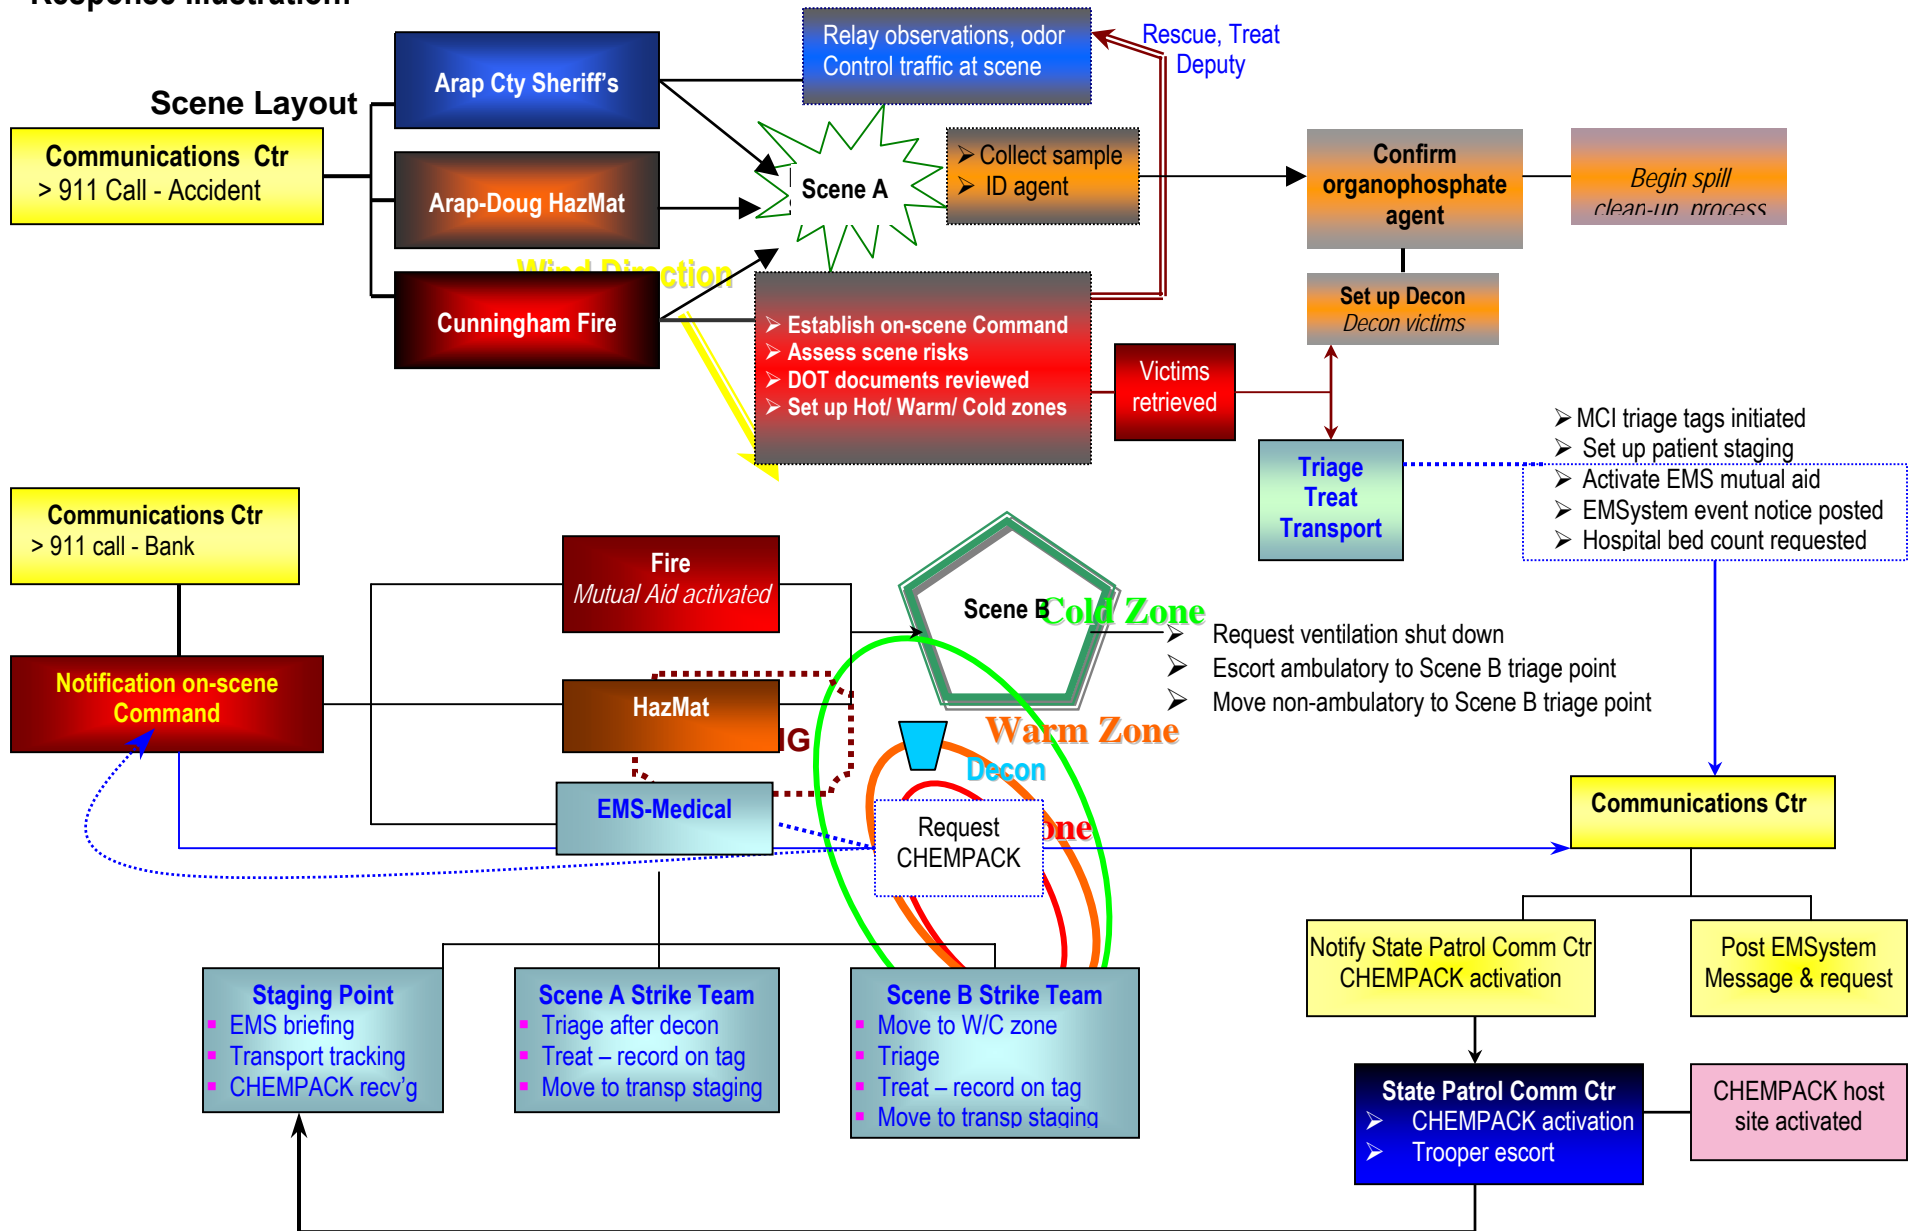 Response Illustration:
Scene Layout
Communications Ctr
> 911 Call - Accident
Arap Cty Sheriff's
Arap-Doug HazMat
Cunningham Fire
Relay observations, odor
Control traffic at scene
Rescue, Treat
Deputy
Scene A
➢ Collect sample
➢ ID agent
Confirm
organophosphate
agent
Begin spill
clean-up process
Set up Decon
Decon victims
Wind Direction
➢ Establish on-scene Command
➢ Assess scene risks
➢ DOT documents reviewed
➢ Set up Hot/ Warm/ Cold zones
Victims
retrieved
Triage
Treat
Transport
➢ MCI triage tags initiated
➢ Set up patient staging
➢ Activate EMS mutual aid
➢ EMSystem event notice posted
➢ Hospital bed count requested
Communications Ctr
> 911 call - Bank
Notification on-scene
Command
Fire
Mutual Aid activated
HazMat
IG
EMS-Medical
Scene B
Cold Zone
➢ Request ventilation shut down
➢ Escort ambulatory to Scene B triage point
➢ Move non-ambulatory to Scene B triage point
Warm Zone
Decon
Request
CHEMPACK
one
Communications Ctr
Notify State Patrol Comm Ctr
CHEMPACK activation
Post EMSystem
Message & request
Staging Point
▪ EMS briefing
▪ Transport tracking
▪ CHEMPACK recv'g
Scene A Strike Team
▪ Triage after decon
▪ Treat – record on tag
▪ Move to transp staging
Scene B Strike Team
▪ Move to W/C zone
▪ Triage
▪ Treat – record on tag
▪ Move to transp staging
State Patrol Comm Ctr
➢ CHEMPACK activation
➢ Trooper escort
CHEMPACK host
site activated